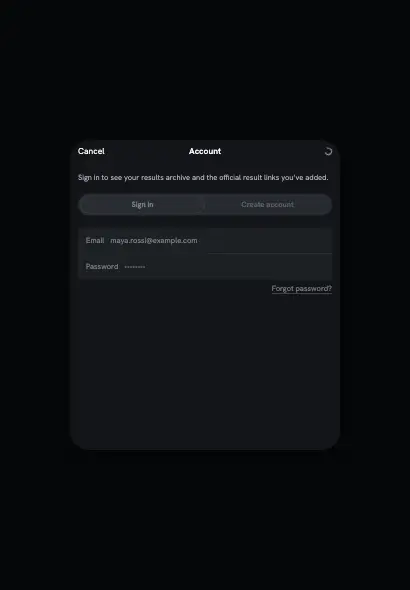 Cancel
Account
Sign in to see your results archive and the official result links you've added.
Sign in
Create account
Email maya.rossi@example.com
Password ••••••••
Forgot password?